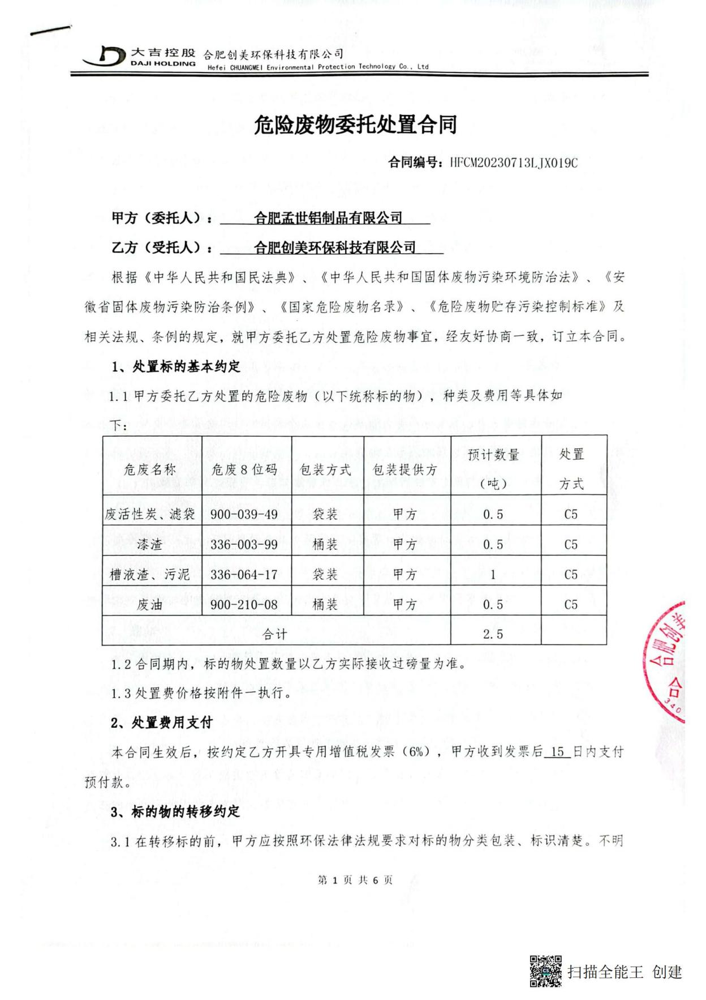 大吉控股 合肥创美环保科技有限公司
DAJI HOLDING Hefei CHUANGMEI Environmental Protection Technology Co., Ltd
危险废物委托处置合同
合同编号：HFCM20230713LJX019C
甲方（委托人）：合肥孟世铝制品有限公司
乙方（受托人）：合肥创美环保科技有限公司
根据《中华人民共和国民法典》、《中华人民共和国固体废物污染环境防治法》、《安
徽省固体废物污染防治条例》、《国家危险废物名录》、《危险废物贮存污染控制标准》及
相关法规、条例的规定，就甲方委托乙方处置危险废物事宜，经友好协商一致，订立本合同。
1、处置标的基本约定
1.1甲方委托乙方处置的危险废物（以下统称标的物），种类及费用等具体如
下：
危废名称 危废8位码 包装方式 包装提供方 预计数量（吨） 处置方式
废活性炭、滤袋 900-039-49 袋装 甲方 0.5 C5
漆渣 336-003-99 桶装 甲方 0.5 C5
槽液渣、污泥 336-064-17 袋装 甲方 1 C5
废油 900-210-08 桶装 甲方 0.5 C5
合计 2.5
1.2合同期内，标的物处置数量以乙方实际接收过磅量为准。
1.3处置费价格按附件一执行。
2、处置费用支付
本合同生效后，按约定乙方开具专用增值税发票（6%），甲方收到发票后 15 日内支付
预付款。
3、标的物的转移约定
3.1在转移标的前，甲方应按照环保法律法规要求对标的物分类包装、标识清楚。不明
第 1 页 共 6 页
合肥创美
合
340
扫描全能王 创建